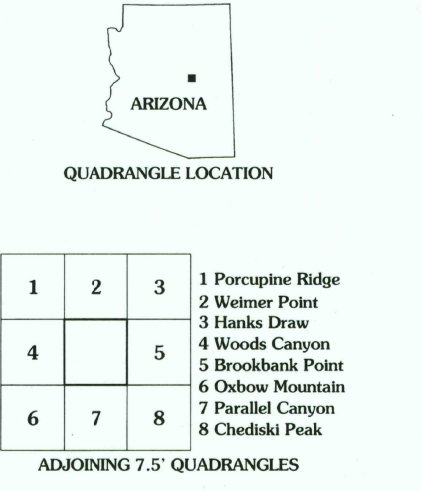 ARIZONA
QUADRANGLE LOCATION
1 2 3
4 5
6 7 8
1 Porcupine Ridge
2 Weimer Point
3 Hanks Draw
4 Woods Canyon
5 Brookbank Point
6 Oxbow Mountain
7 Parallel Canyon
8 Chediski Peak
ADJOINING 7.5' QUADRANGLES